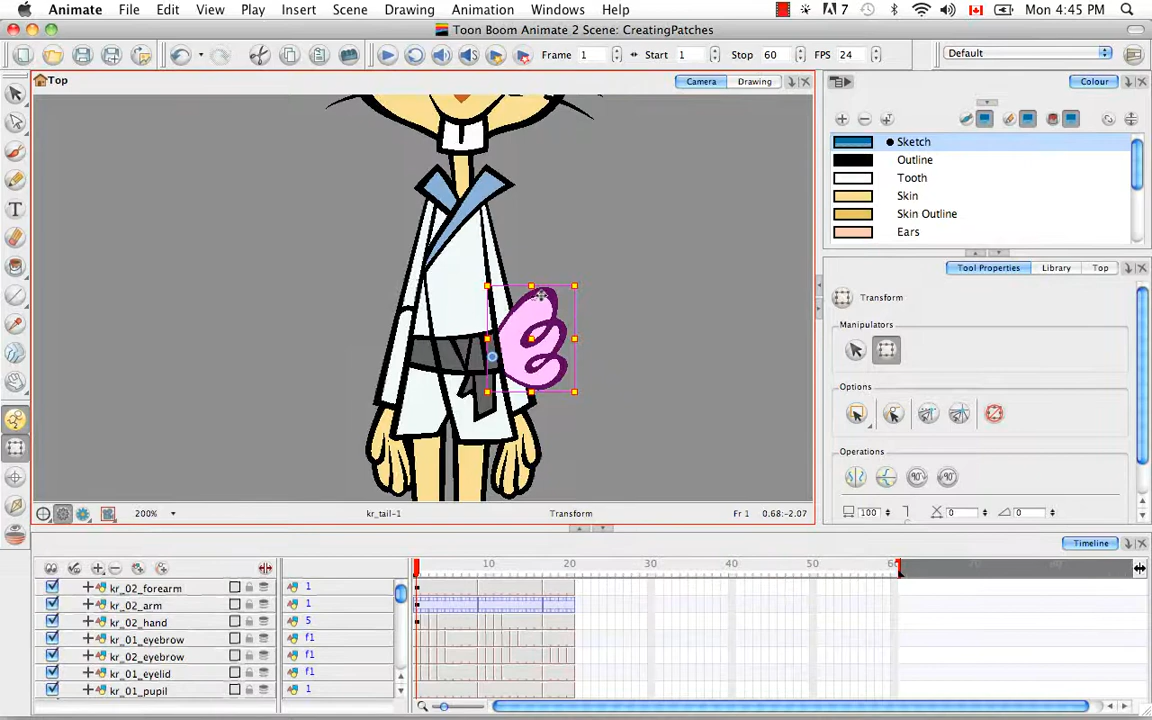 Animate File Edit View Play Insert Scene Drawing Animation Windows Help 7 Mon 4:45 PM
Toon Boom Animate 2 Scene: CreatingPatches
Frame 1 Start 1 Stop 60 FPS 24 Default
Top Camera Drawing Colour
Sketch
Outline
Tooth
Skin
Skin Outline
Ears
Tool Properties Library Top
Transform
Manipulators
Options
Operations
100 0 0
200% kr_tail-1 Transform Fr 1 0.68:-2.07
Timeline
10 20 30 40 50 60 70 80 90
kr_02_forearm 1
kr_02_arm 1
kr_02_hand 5
kr_01_eyebrow f1
kr_02_eyebrow f1
kr_01_eyelid f1
kr_01_pupil 1
T